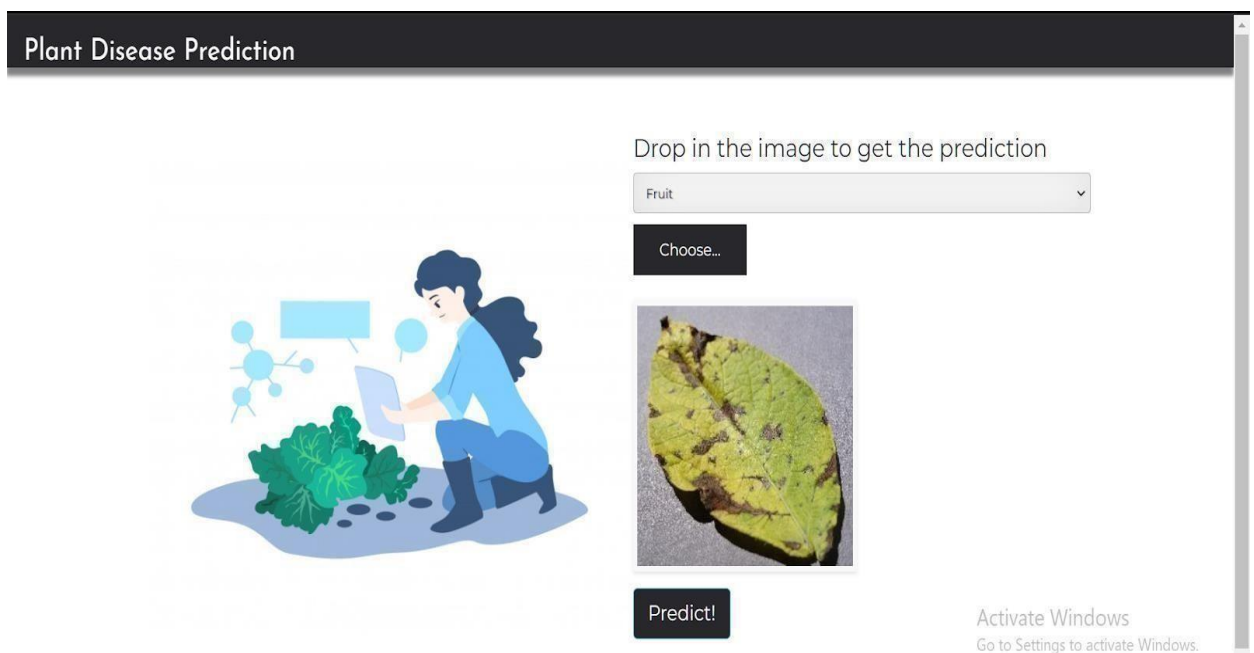 Plant Disease Prediction
Drop in the image to get the prediction
Fruit
Choose...
Predict!
Activate Windows
Go to Settings to activate Windows.